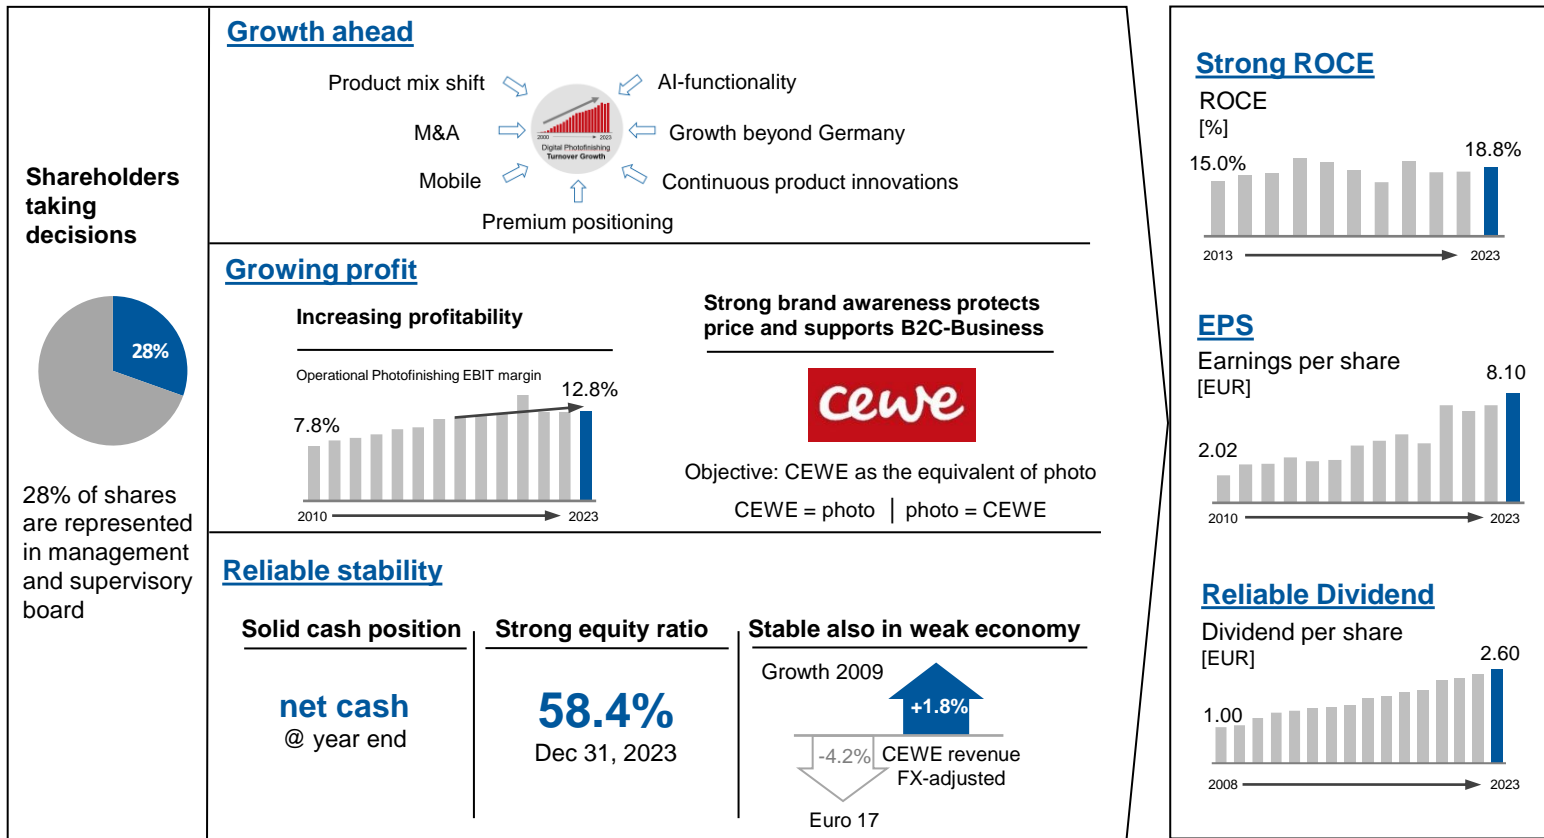 Shareholders
taking
decisions
28%
28% of shares
are represented
in management
and supervisory
board
Growth ahead
Product mix shift
M&A
Mobile
Premium positioning
AI-functionality
Growth beyond Germany
Continuous product innovations
2000
2023
Digital Photofinishing
Turnover Growth
Growing profit
Increasing profitability
Operational Photofinishing EBIT margin
7.8%
12.8%
2010
2023
Strong brand awareness protects
price and supports B2C-Business
cewe
Objective: CEWE as the equivalent of photo
CEWE = photo | photo = CEWE
Reliable stability
Solid cash position
net cash
@ year end
Strong equity ratio
58.4%
Dec 31, 2023
Stable also in weak economy
Growth 2009
+1.8%
-4.2%
CEWE revenue
FX-adjusted
Euro 17
Strong ROCE
ROCE
[%]
15.0%
18.8%
2013
2023
EPS
Earnings per share
[EUR]
8.10
2.02
2010
2023
Reliable Dividend
Dividend per share
[EUR]
2.60
1.00
2008
2023